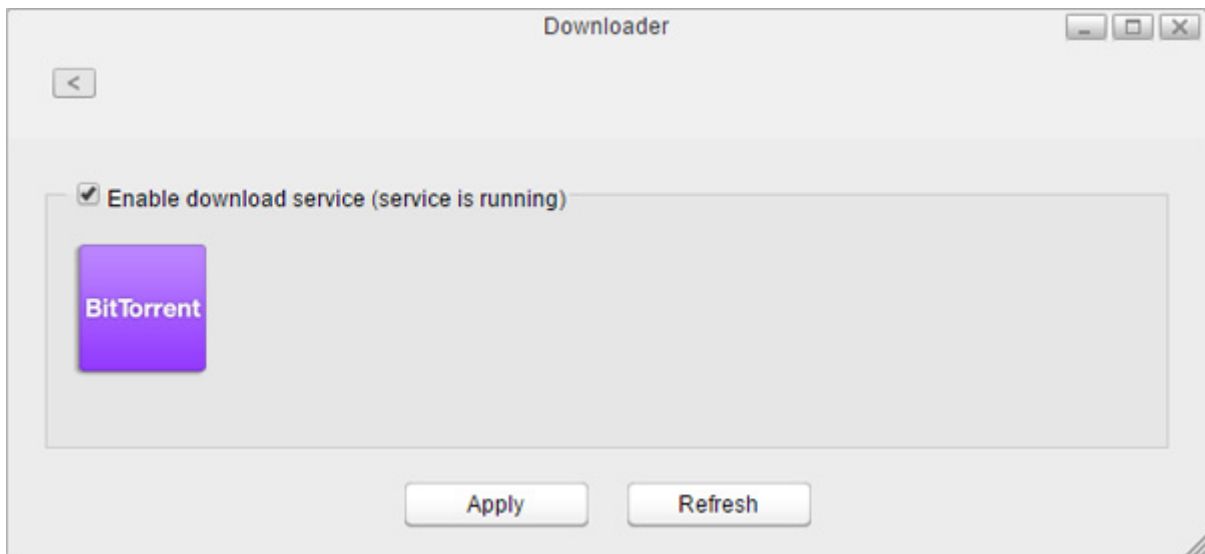 Downloader
<
Enable download service (service is running)
BitTorrent
Apply
Refresh